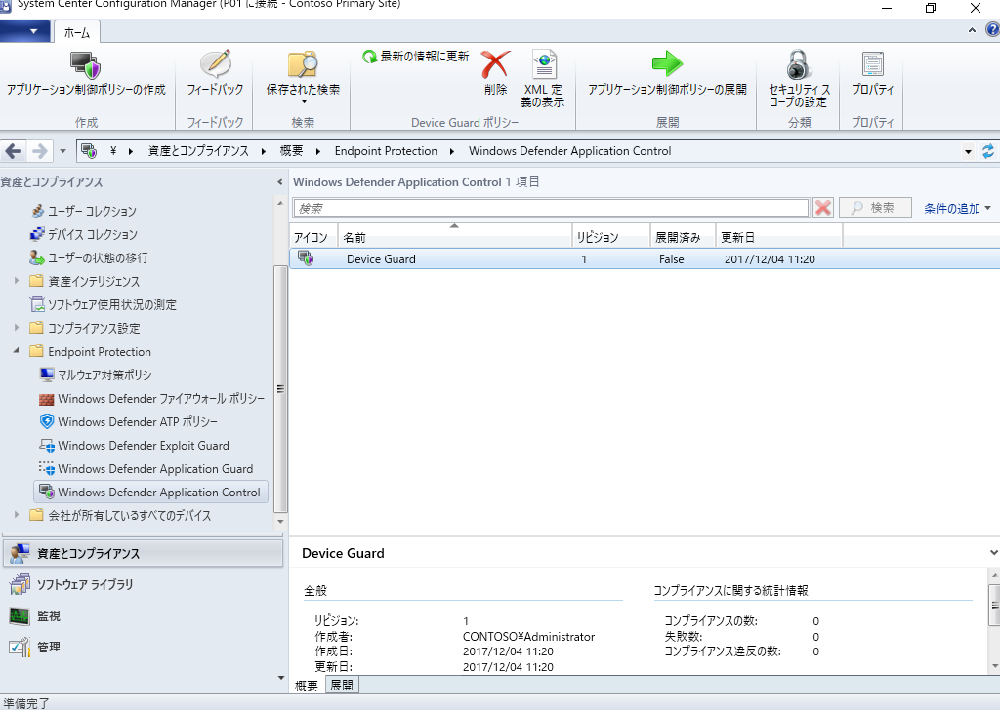 System Center Configuration Manager (P01 に接続 - Contoso Primary Site)
ホーム
アプリケーション制御ポリシーの作成
作成
フィードバック
フィードバック
保存された検索
検索
最新の情報に更新
削除
XML 定
義の表示
Device Guard ポリシー
アプリケーション制御ポリシーの展開
展開
セキュリティ ス
コープの設定
分類
プロパティ
プロパティ
¥ ▸ 資産とコンプライアンス ▸ 概要 ▸ Endpoint Protection ▸ Windows Defender Application Control
資産とコンプライアンス
ユーザー コレクション
デバイス コレクション
ユーザーの状態の移行
資産インテリジェンス
ソフトウェア使用状況の測定
コンプライアンス設定
Endpoint Protection
マルウェア対策ポリシー
Windows Defender ファイアウォール ポリシー
Windows Defender ATP ポリシー
Windows Defender Exploit Guard
Windows Defender Application Guard
Windows Defender Application Control
会社が所有しているすべてのデバイス
資産とコンプライアンス
ソフトウェア ライブラリ
監視
管理
Windows Defender Application Control 1 項目
検索
検索
条件の追加
アイコン 名前 リビジョン 展開済み 更新日
Device Guard 1 False 2017/12/04 11:20
Device Guard
全般
リビジョン: 1
作成者: CONTOSO¥Administrator
作成日: 2017/12/04 11:20
更新日: 2017/12/04 11:20
コンプライアンスに関する統計情報
コンプライアンスの数: 0
失敗数: 0
コンプライアンス違反の数: 0
概要 展開
準備完了